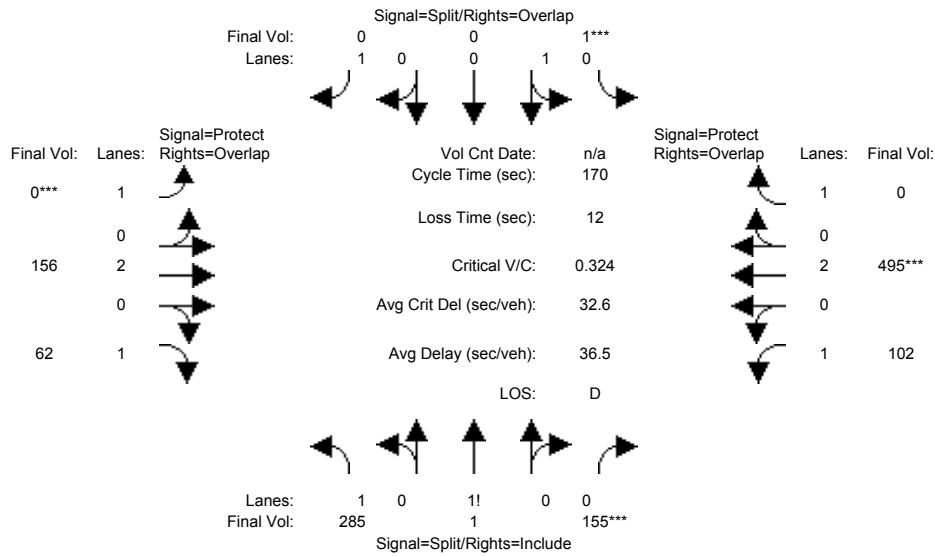 Signal=Split/Rights=Overlap
Final Vol: 0 0 1***
Lanes: 1 0 0 1 0
Signal=Protect Signal=Protect
Final Vol: Lanes: Rights=Overlap Vol Cnt Date: n/a Rights=Overlap Lanes: Final Vol:
Cycle Time (sec): 170
0*** 1 1 0
Loss Time (sec): 12
0 0
156 2 Critical V/C: 0.324 2 495***
0 Avg Crit Del (sec/veh): 32.6 0
62 1 Avg Delay (sec/veh): 36.5 1 102
LOS: D
Lanes: 1 0 1! 0 0
Final Vol: 285 1 155***
Signal=Split/Rights=Include